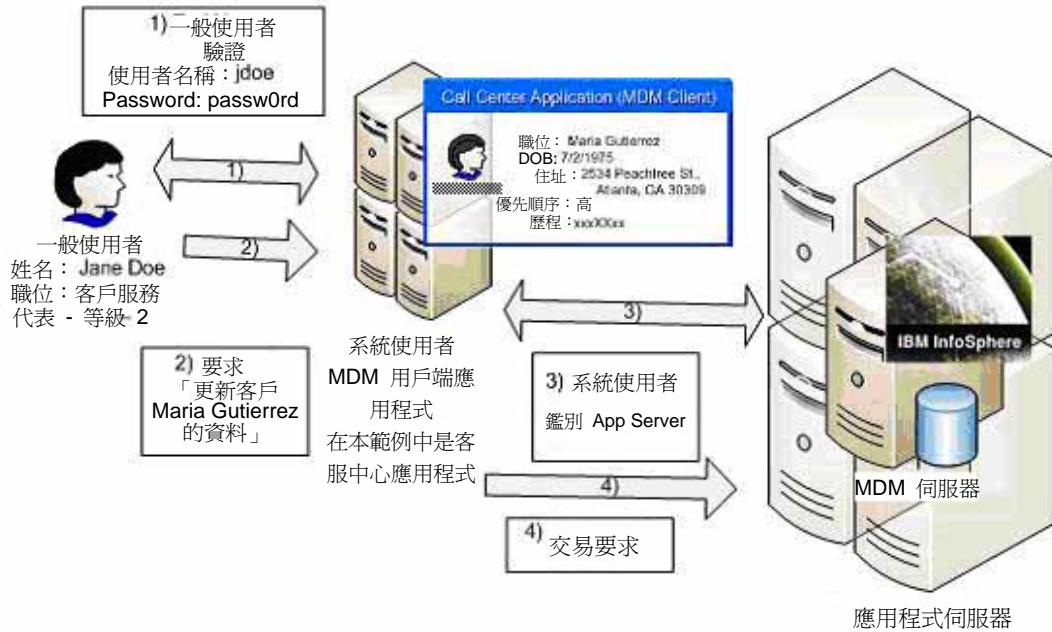 1) 一般使用者
驗證
使用者名稱：jdoe
Password: passw0rd
Call Center Application (MDM Client)
職位： Maria Gutierrez
DOB: 7/2/1975
住址：2534 Peachtree St.,
Atlanta, GA 30309
優先順序：高
歷程：xxxXXxx
1)
2)
一般使用者
姓名： Jane Doe
職位：客戶服務
代表 - 等級 2
3)
IBM InfoSphere
2) 要求
「更新客戶
Maria Gutierrez
的資料」
系統使用者
MDM 用戶端應
用程式
在本範例中是客
服中心應用程式
3) 系統使用者
鑑別 App Server
4)
MDM 伺服器
4) 交易要求
應用程式伺服器